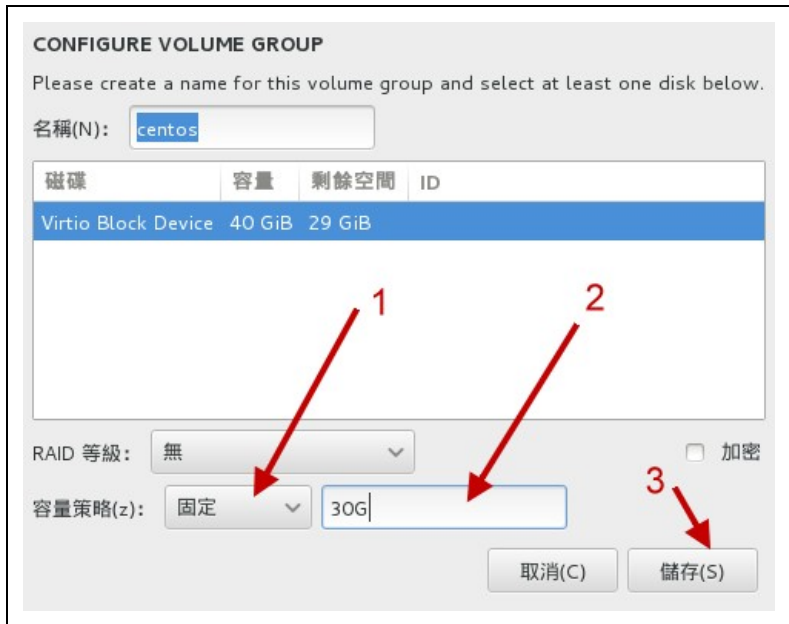 CONFIGURE VOLUME GROUP
Please create a name for this volume group and select at least one disk below.
名稱(N): centos
磁碟 容量 剩餘空間 ID
Virtio Block Device 40 GiB 29 GiB
1 2
RAID 等級: 無 加密
3
容量策略(z): 固定 30G
取消(C) 儲存(S)